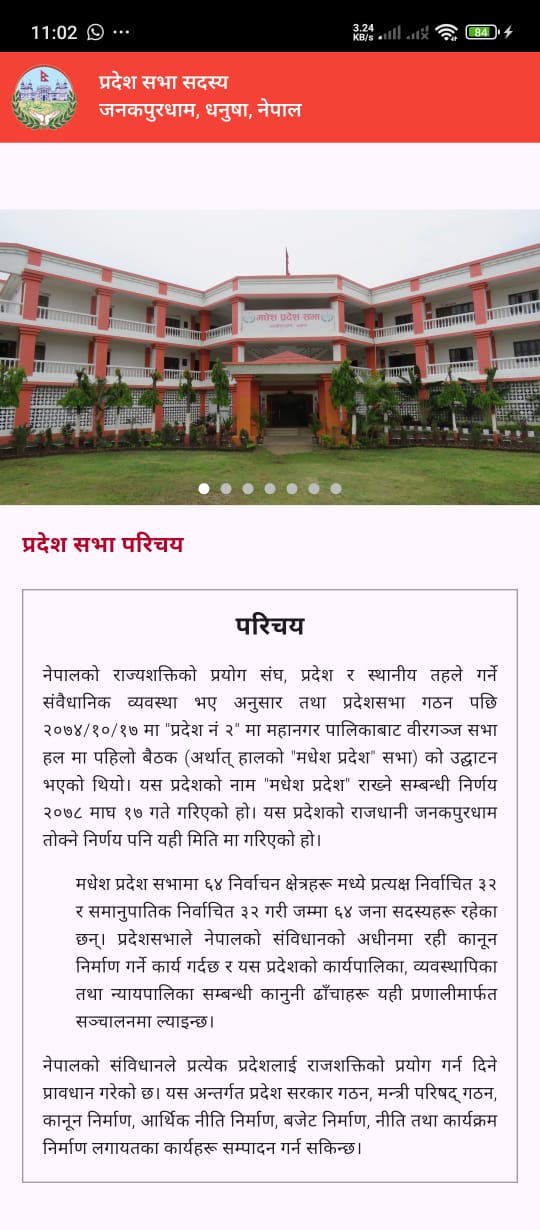 11:02
3.24 KB/s
84
प्रदेश सभा सदस्य
जनकपुरधाम, धनुषा, नेपाल
मधेश प्रदेश सभा
प्रदेश सभा परिचय
परिचय
नेपालको राज्यशक्तिको प्रयोग संघ, प्रदेश र स्थानीय तहले गर्ने
संवैधानिक व्यवस्था भए अनुसार तथा प्रदेशसभा गठन पछि
२०७४/१०/१७ मा "प्रदेश नं २" मा महानगर पालिकाबाट वीरगञ्ज सभा
हल मा पहिलो बैठक (अर्थात् हालको "मधेश प्रदेश" सभा) को उद्घाटन
भएको थियो। यस प्रदेशको नाम "मधेश प्रदेश" राख्ने सम्बन्धी निर्णय
२०७८ माघ १७ गते गरिएको हो। यस प्रदेशको राजधानी जनकपुरधाम
तोक्ने निर्णय पनि यही मिति मा गरिएको हो।
मधेश प्रदेश सभामा ६४ निर्वाचन क्षेत्रहरू मध्ये प्रत्यक्ष निर्वाचित ३२
र समानुपातिक निर्वाचित ३२ गरी जम्मा ६४ जना सदस्यहरू रहेका
छन्। प्रदेशसभाले नेपालको संविधानको अधीनमा रही कानून
निर्माण गर्ने कार्य गर्दछ र यस प्रदेशको कार्यपालिका, व्यवस्थापिका
तथा न्यायपालिका सम्बन्धी कानुनी ढाँचाहरू यही प्रणालीमार्फत
सञ्चालनमा ल्याइन्छ।
नेपालको संविधानले प्रत्येक प्रदेशलाई राजशक्तिको प्रयोग गर्न दिने
प्रावधान गरेको छ। यस अन्तर्गत प्रदेश सरकार गठन, मन्त्री परिषद् गठन,
कानून निर्माण, आर्थिक नीति निर्माण, बजेट निर्माण, नीति तथा कार्यक्रम
निर्माण लगायतका कार्यहरू सम्पादन गर्न सकिन्छ।